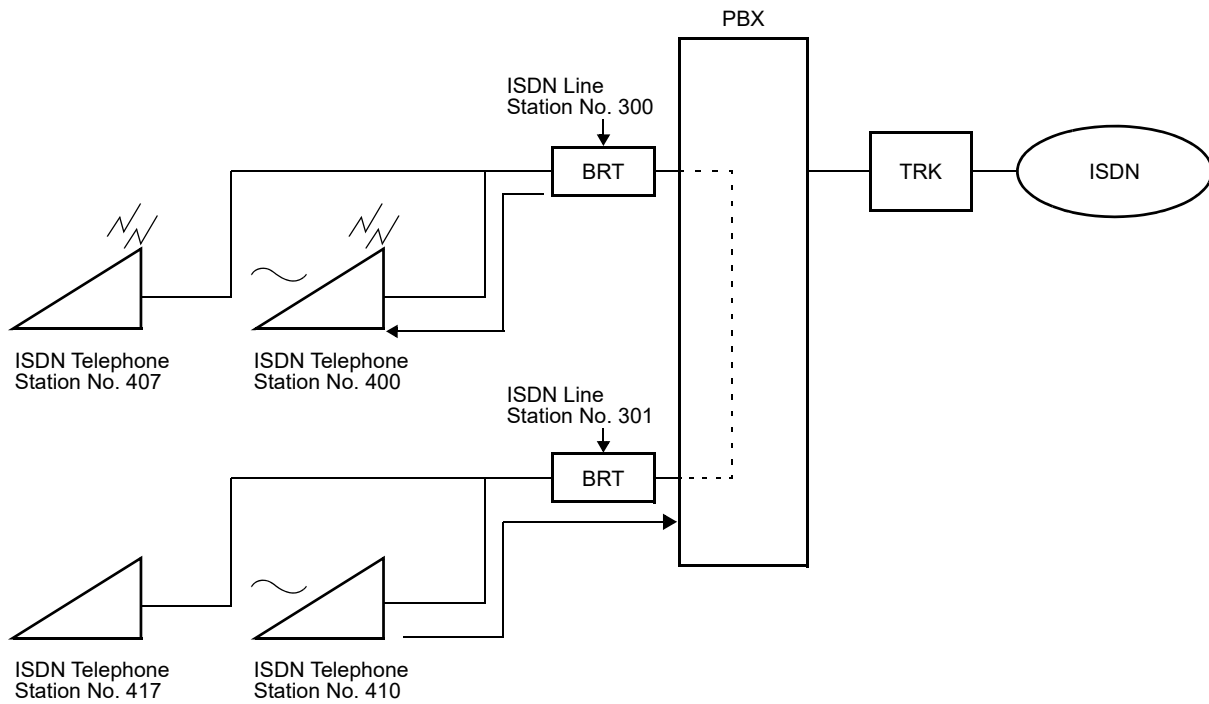 PBX
ISDN Line
Station No. 300
BRT
TRK
ISDN
ISDN Telephone
Station No. 407
ISDN Telephone
Station No. 400
ISDN Line
Station No. 301
BRT
ISDN Telephone
Station No. 417
ISDN Telephone
Station No. 410